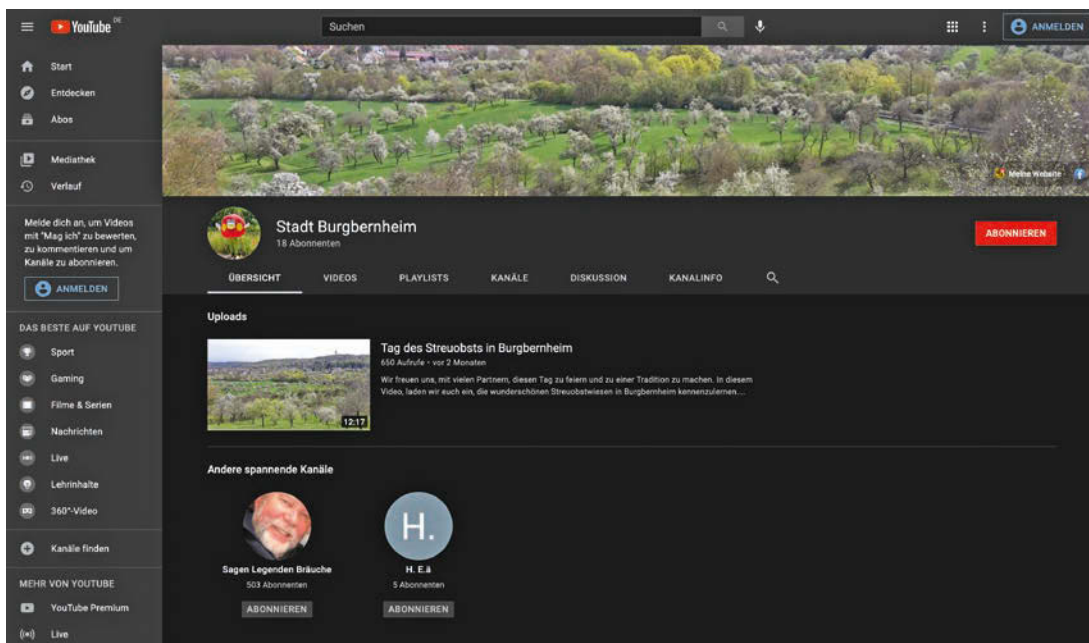 YouTube DE
Suchen
ANMELDEN
Start
Entdecken
Abos
Mediathek
Verlauf
Melde dich an, um Videos
mit "Mag ich" zu bewerten,
zu kommentieren und um
Kanäle zu abonnieren.
ANMELDEN
DAS BESTE AUF YOUTUBE
Sport
Gaming
Filme & Serien
Nachrichten
Live
Lehrinhalte
360°-Video
Kanäle finden
MEHR VON YOUTUBE
YouTube Premium
Live
Meine Website
Stadt Burgbernheim
18 Abonnenten
ABONNIEREN
ÜBERSICHT VIDEOS PLAYLISTS KANÄLE DISKUSSION KANALINFO
Uploads
12:17
Tag des Streuobsts in Burgbernheim
650 Aufrufe • vor 2 Monaten
Wir freuen uns, mit vielen Partnern, diesen Tag zu feiern und zu einer Tradition zu machen. In diesem
Video, laden wir euch ein, die wunderschönen Streuobstwiesen in Burgbernheim kennenzulernen....
Andere spannende Kanäle
H.
Sagen Legenden Bräuche H. E.ä
503 Abonnenten 5 Abonnenten
ABONNIEREN ABONNIEREN